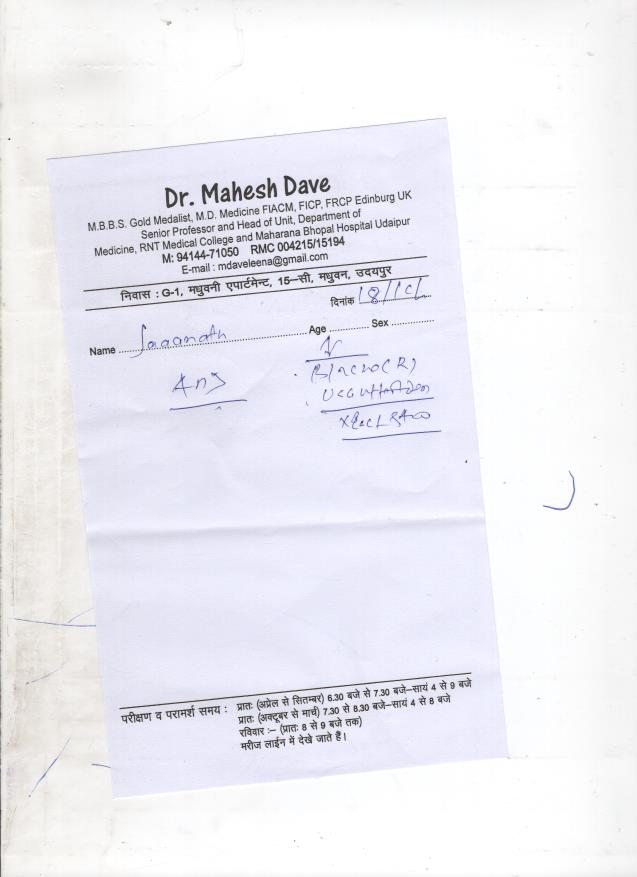 Dr. Mahesh Dave
M.B.B.S. Gold Medalist, M.D. Medicine FIACM, FICP, FRCP Edinburg UK
Senior Professor and Head of Unit, Department of
Medicine, RNT Medical College and Maharana Bhopal Hospital Udaipur
M: 94144-71050 RMC 004215/15194
E-mail : mdaveleena@gmail.com
निवास : G-1, मधुवनी एपार्टमेन्ट, 15–सी, मधुवन, उदयपुर
दिनांक
Name Age Sex
परीक्षण व परामर्श समय : प्रातः (अप्रेल से सितम्बर) 6.30 बजे से 7.30 बजे–सायं 4 से 9 बजे
प्रातः (अक्टूबर से मार्च) 7.30 से 8.30 बजे–सायं 4 से 8 बजे
रविवार :– (प्रातः 8 से 9 बजे तक)
मरीज लाईन में देखे जाते हैं।